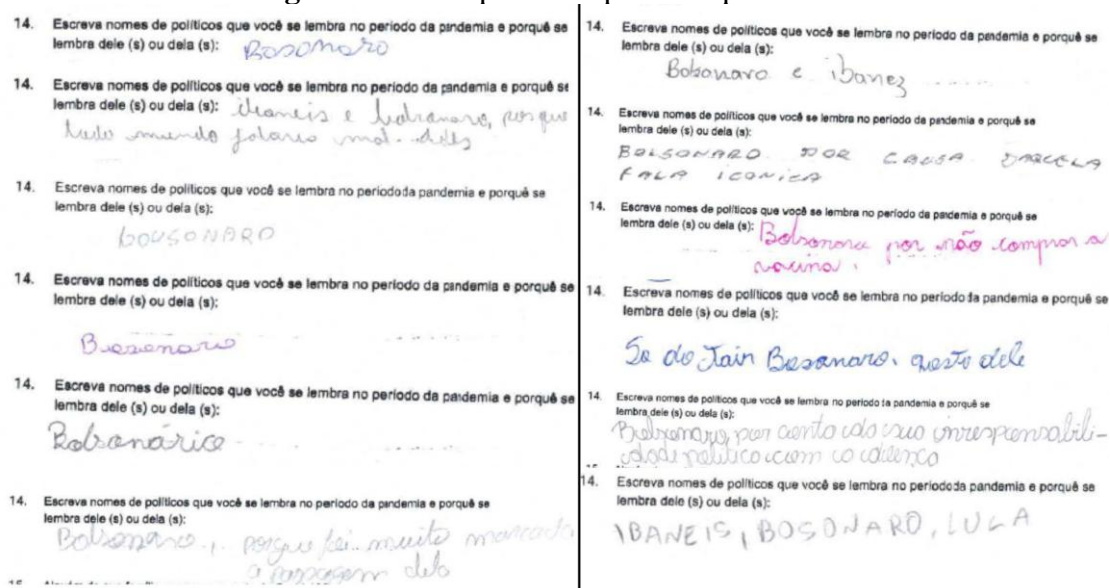 14. Escreva nomes de políticos que você se lembra no período da pandemia e porquê se
lembra dele (s) ou dela (s): Bosonaro
14. Escreva nomes de políticos que você se lembra no período da pandemia e porquê se
lembra dele (s) ou dela (s): e bolsonaro, porque
tudo mundo mal deles
14. Escreva nomes de políticos que você se lembra no período da pandemia e porquê se
lembra dele (s) ou dela (s):
BOUSONARO
14. Escreva nomes de políticos que você se lembra no período da pandemia e porquê se
lembra dele (s) ou dela (s):
14. Escreva nomes de políticos que você se lembra no período da pandemia e porquê se
lembra dele (s) ou dela (s):
Bolsonárico
14. Escreva nomes de políticos que você se lembra no período da pandemia e porquê se
lembra dele (s) ou dela (s):
Bolsonaro, porque foi muito marcada
a passagem dele
14. Escreva nomes de políticos que você se lembra no período da pandemia e porquê se
lembra dele (s) ou dela (s):
Bolsonaro e ibanez
14. Escreva nomes de políticos que você se lembra no período da pandemia e porquê se
lembra dele (s) ou dela (s):
BOLSONARO POR CAUSA DAQUELA
FALA ICONICA
14. Escreva nomes de políticos que você se lembra no período da pandemia e porquê se
lembra dele (s) ou dela (s): Bolsonaro por não comprar a
vacina.
14. Escreva nomes de políticos que você se lembra no período da pandemia e porquê se
lembra dele (s) ou dela (s):
So do Jair Bosanaro. gosto dele
14. Escreva nomes de políticos que você se lembra no período da pandemia e porquê se
lembra dele (s) ou dela (s):
Bolsonaro, por conta da sua irresponsabili-
dade político com a doença
14. Escreva nomes de políticos que você se lembra no período da pandemia e porquê se
lembra dele (s) ou dela (s):
IBANEIS, BOSONARO, LULA